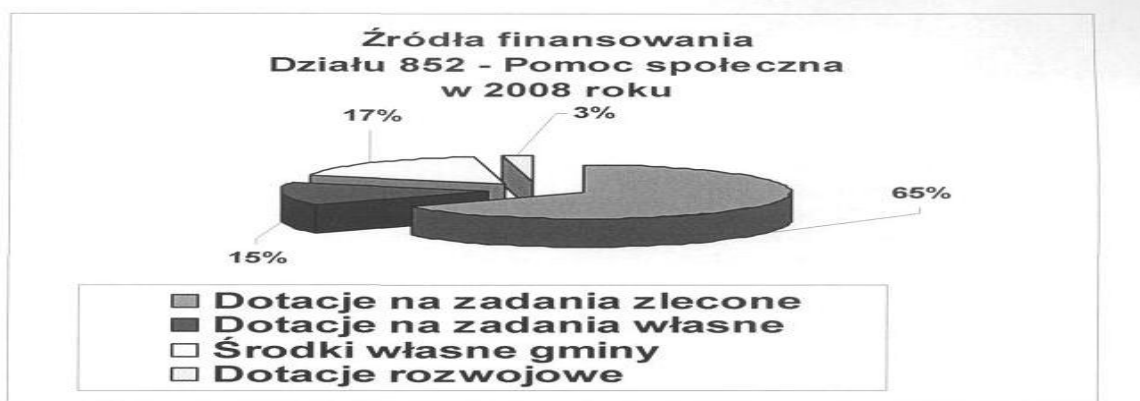 Źródła finansowania
Działu 852 - Pomoc społeczna
w 2008 roku
17%
3%
65%
15%
Dotacje na zadania zlecone
Dotacje na zadania własne
Środki własne gminy
Dotacje rozwojowe